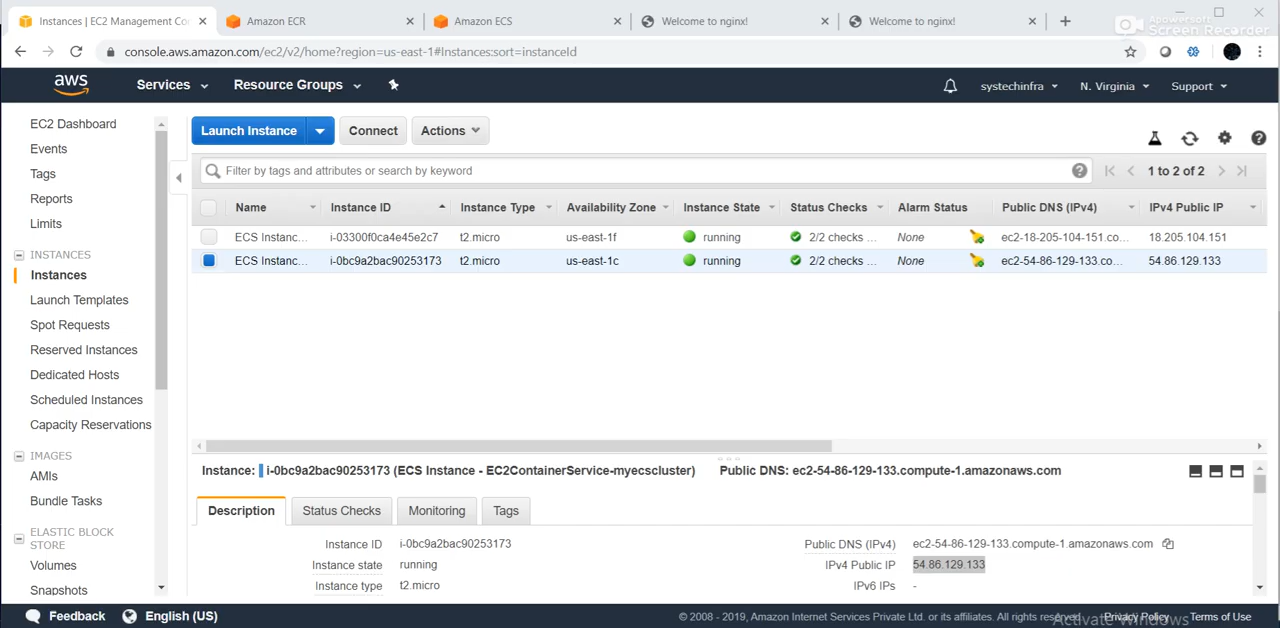 Instances | EC2 Management Co
Amazon ECR
Amazon ECS
Welcome to nginx!
Welcome to nginx!
Apowersoft
Screen Recorder
console.aws.amazon.com/ec2/v2/home?region=us-east-1#Instances:sort=instanceId
aws
Services
Resource Groups
systechinfra
N. Virginia
Support
EC2 Dashboard
Events
Tags
Reports
Limits
INSTANCES
Instances
Launch Templates
Spot Requests
Reserved Instances
Dedicated Hosts
Scheduled Instances
Capacity Reservations
IMAGES
AMIs
Bundle Tasks
ELASTIC BLOCK
STORE
Volumes
Snapshots
Launch Instance
Connect
Actions
Filter by tags and attributes or search by keyword
1 to 2 of 2
Name Instance ID Instance Type Availability Zone Instance State Status Checks Alarm Status Public DNS (IPv4) IPv4 Public IP
ECS Instanc... i-03300f0ca4e45e2c7 t2.micro us-east-1f running 2/2 checks ... None ec2-18-205-104-151.co... 18.205.104.151
ECS Instanc... i-0bc9a2bac90253173 t2.micro us-east-1c running 2/2 checks ... None ec2-54-86-129-133.co... 54.86.129.133
Instance: i-0bc9a2bac90253173 (ECS Instance - EC2ContainerService-myecscluster) Public DNS: ec2-54-86-129-133.compute-1.amazonaws.com
Description
Status Checks
Monitoring
Tags
Instance ID i-0bc9a2bac90253173 Public DNS (IPv4) ec2-54-86-129-133.compute-1.amazonaws.com
Instance state running IPv4 Public IP 54.86.129.133
Instance type t2.micro IPv6 IPs -
Feedback
English (US)
© 2008 - 2019, Amazon Internet Services Private Ltd. or its affiliates. All rights reserved.
Privacy Policy
Terms of Use
Activate Windows